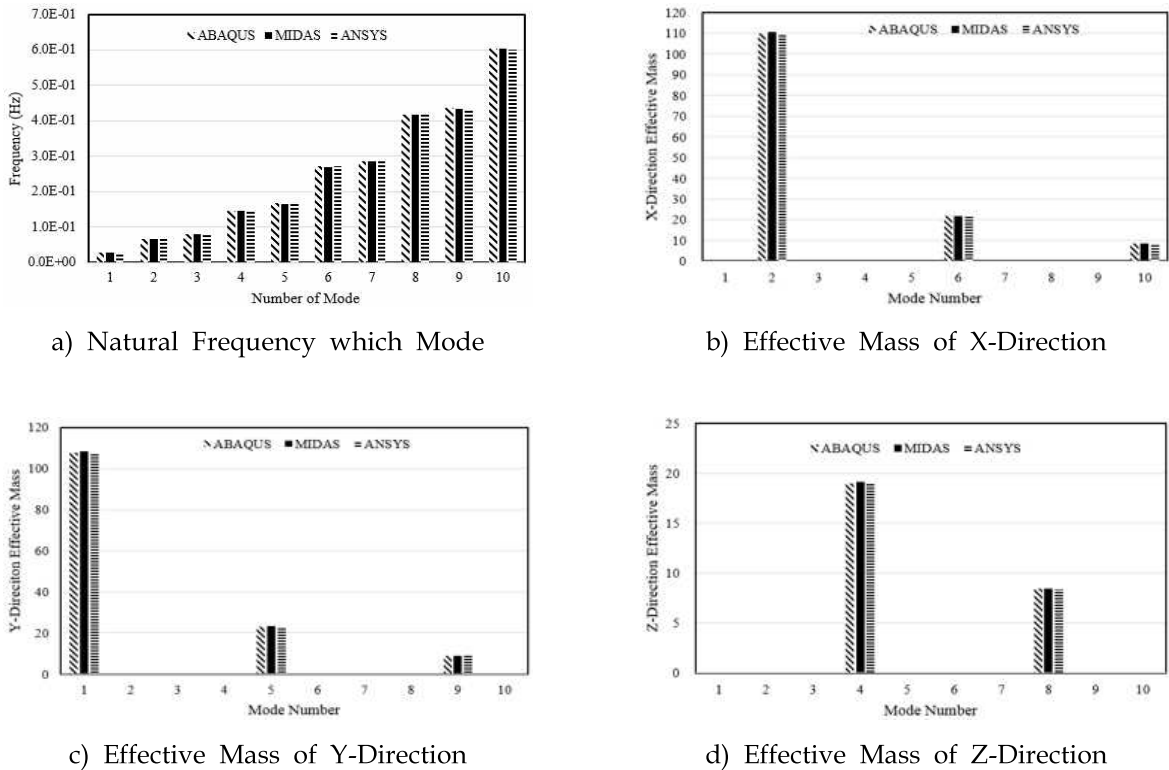 7.0E-01
6.0E-01
5.0E-01
4.0E-01
3.0E-01
2.0E-01
1.0E-01
0.0E+00
Frequency (Hz)
ABAQUS MIDAS ANSYS
1 2 3 4 5 6 7 8 9 10
Number of Mode
a) Natural Frequency which Mode
120
110
100
90
80
70
60
50
40
30
20
10
0
X-Direction Effective Mass
ABAQUS MIDAS ANSYS
1 2 3 4 5 6 7 8 9 10
Mode Number
b) Effective Mass of X-Direction
120
100
80
60
40
20
0
Y-Direciton Effective Mass
ABAQUS MIDAS ANSYS
1 2 3 4 5 6 7 8 9 10
Mode Number
c) Effective Mass of Y-Direction
25
20
15
10
5
0
Z-Direction Effective Mass
ABAQUS MIDAS ANSYS
1 2 3 4 5 6 7 8 9 10
Mode Number
d) Effective Mass of Z-Direction